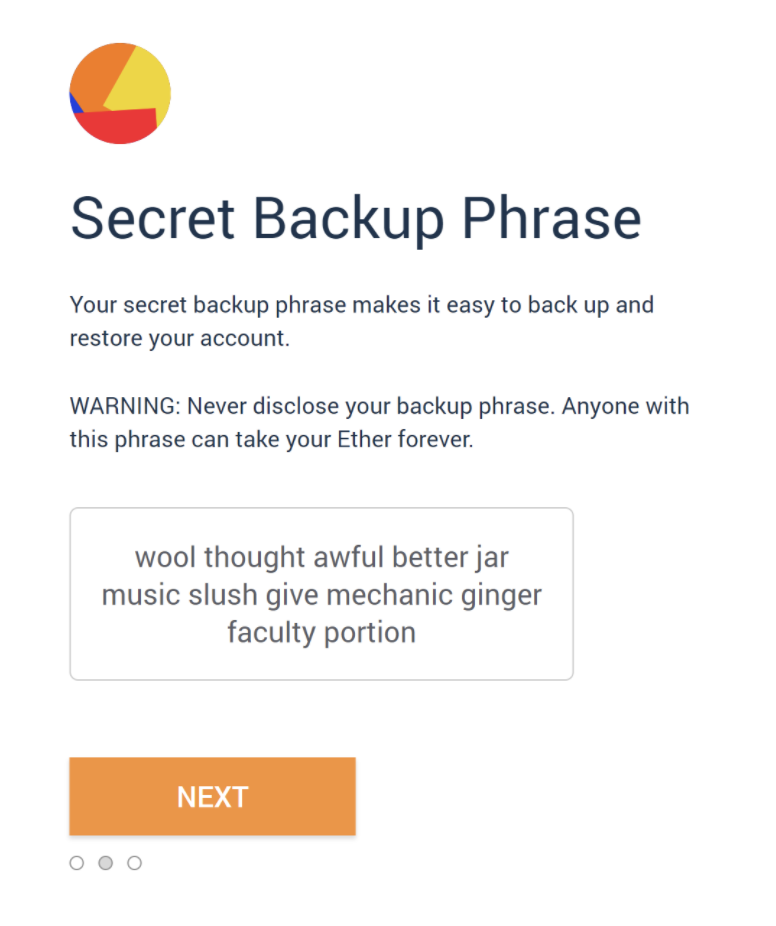 Secret Backup Phrase
Your secret backup phrase makes it easy to back up and
restore your account.
WARNING: Never disclose your backup phrase. Anyone with
this phrase can take your Ether forever.
wool thought awful better jar
music slush give mechanic ginger
faculty portion
NEXT